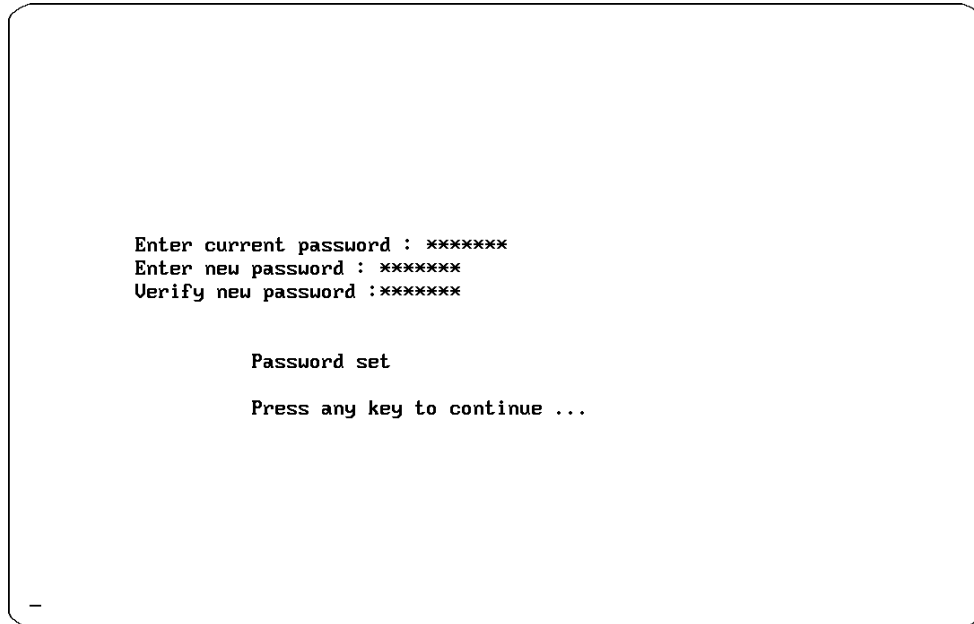 Enter current password : *******
Enter new password : *******
Verify new password :*******
Password set
Press any key to continue ...
_